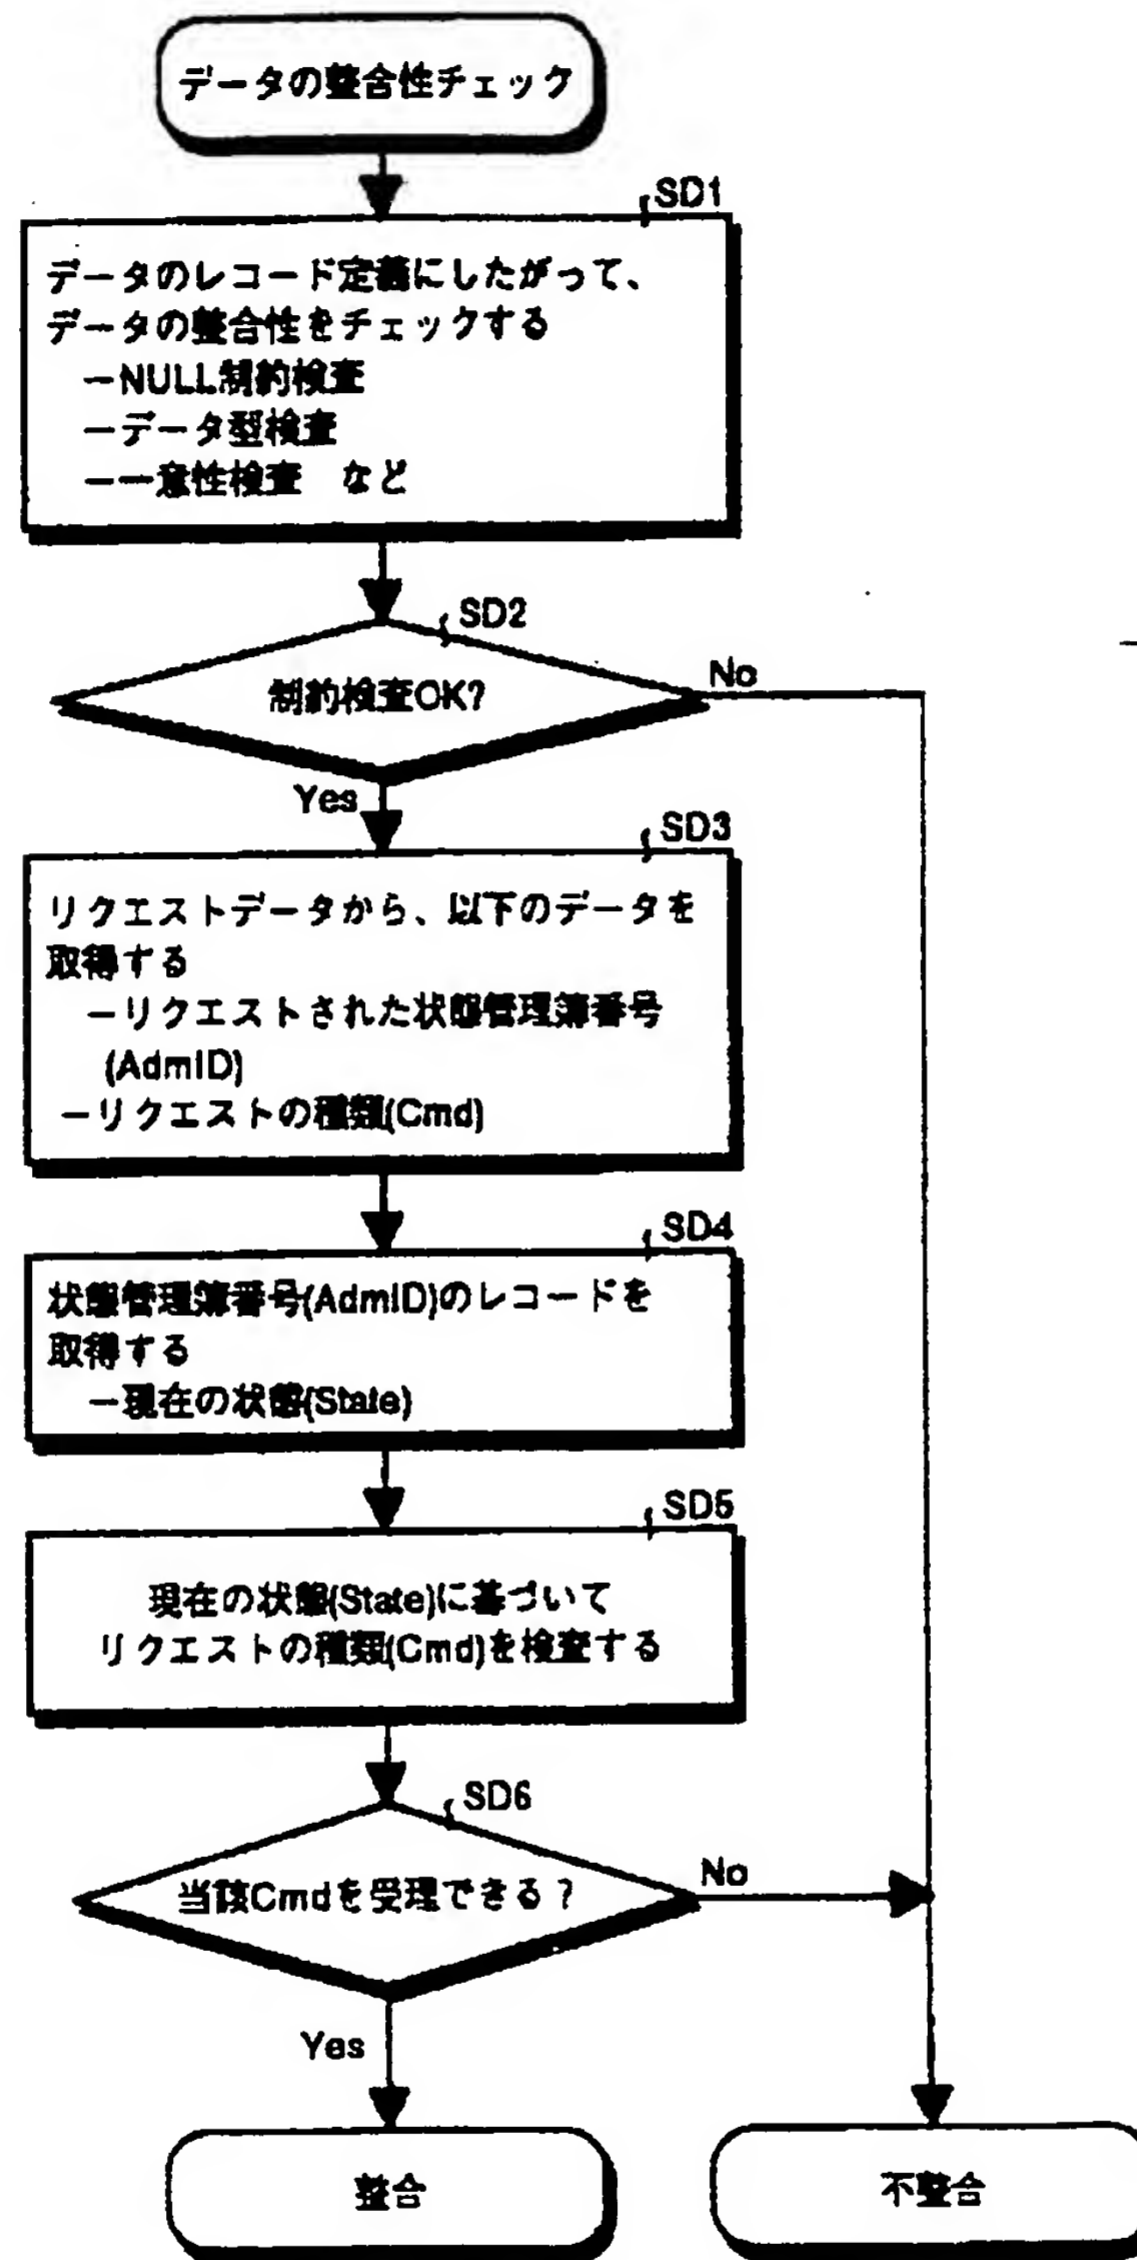 データの整合性チェック
SD1
データのレコード定義にしたがって、
データの整合性をチェックする
ーNULL制約検査
ーデータ型検査
ー一意性検査　など
SD2
制約検査OK?
No
Yes
SD3
リクエストデータから、以下のデータを
取得する
ーリクエストされた状態管理簿番号
(AdmID)
ーリクエストの種類(Cmd)
SD4
状態管理簿番号(AdmID)のレコードを
取得する
ー現在の状態(State)
SD5
現在の状態(State)に基づいて
リクエストの種類(Cmd)を検査する
SD6
当該Cmdを受理できる？
No
Yes
整合
不整合